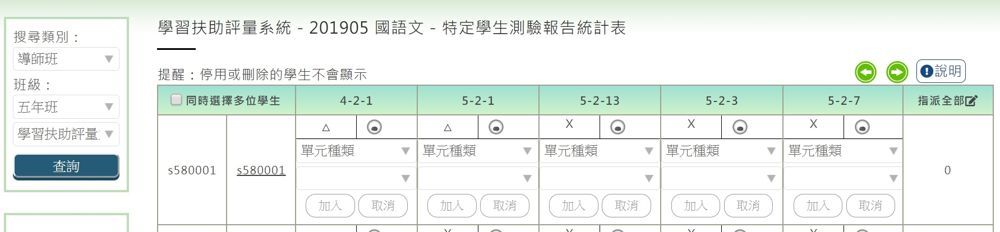 搜尋類別：
導師班
班級：
五年班
學習扶助評量
查詢
學習扶助評量系統 - 201905 國語文 - 特定學生測驗報告統計表
提醒：停用或刪除的學生不會顯示
說明
同時選擇多位學生 4-2-1 5-2-1 5-2-13 5-2-3 5-2-7 指派全部
△ △ X X X
單元種類 單元種類 單元種類 單元種類 單元種類
s580001 s580001 0
加入 取消 加入 取消 加入 取消 加入 取消 加入 取消